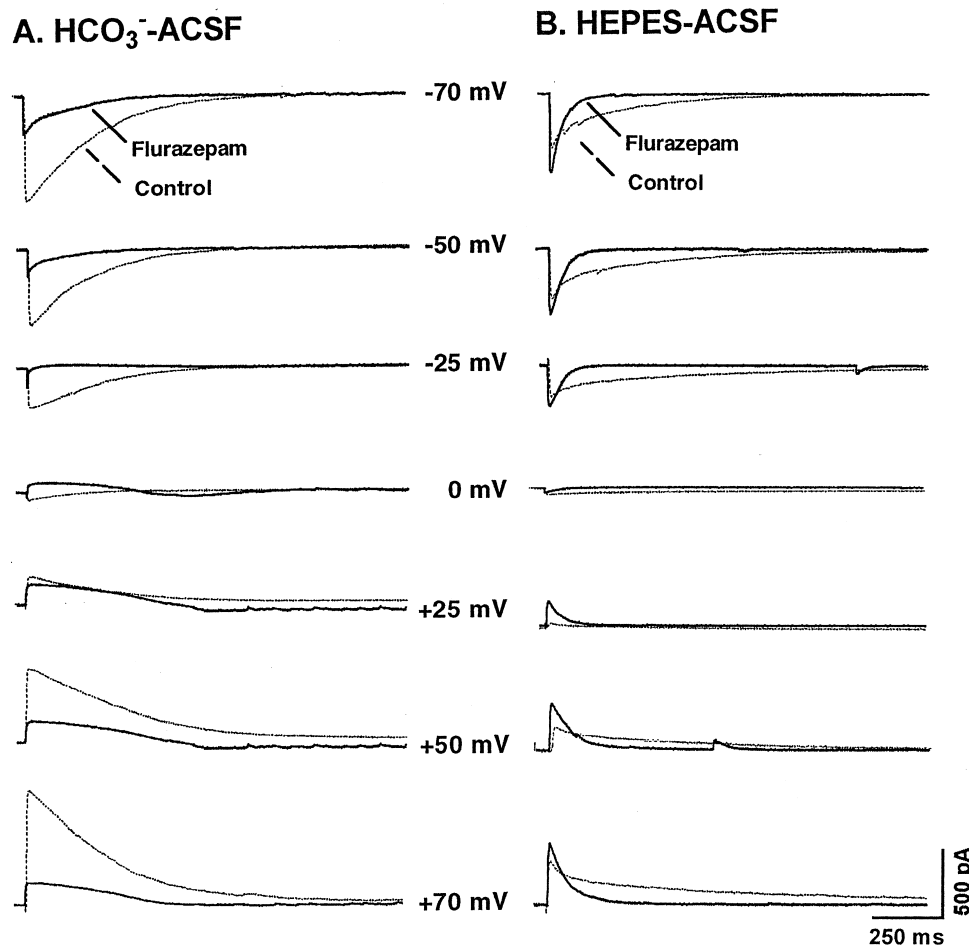 A. HCO3⁻-ACSF
B. HEPES-ACSF
-70 mV
Flurazepam
Control
Flurazepam
Control
-50 mV
-25 mV
0 mV
+25 mV
+50 mV
+70 mV
500 pA
250 ms